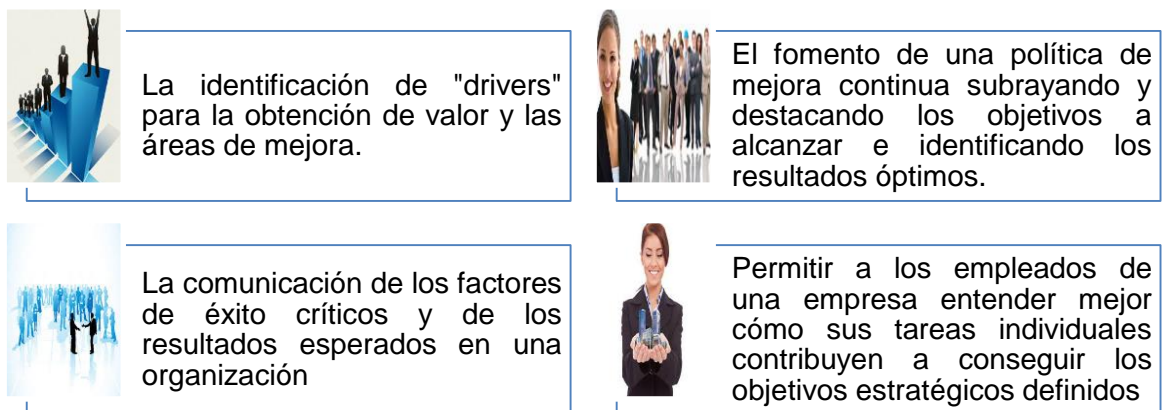 La identificación de "drivers"
para la obtención de valor y las
áreas de mejora.
El fomento de una política de
mejora continua subrayando y
destacando los objetivos a
alcanzar e identificando los
resultados óptimos.
La comunicación de los factores
de éxito críticos y de los
resultados esperados en una
organización
Permitir a los empleados de
una empresa entender mejor
cómo sus tareas individuales
contribuyen a conseguir los
objetivos estratégicos definidos